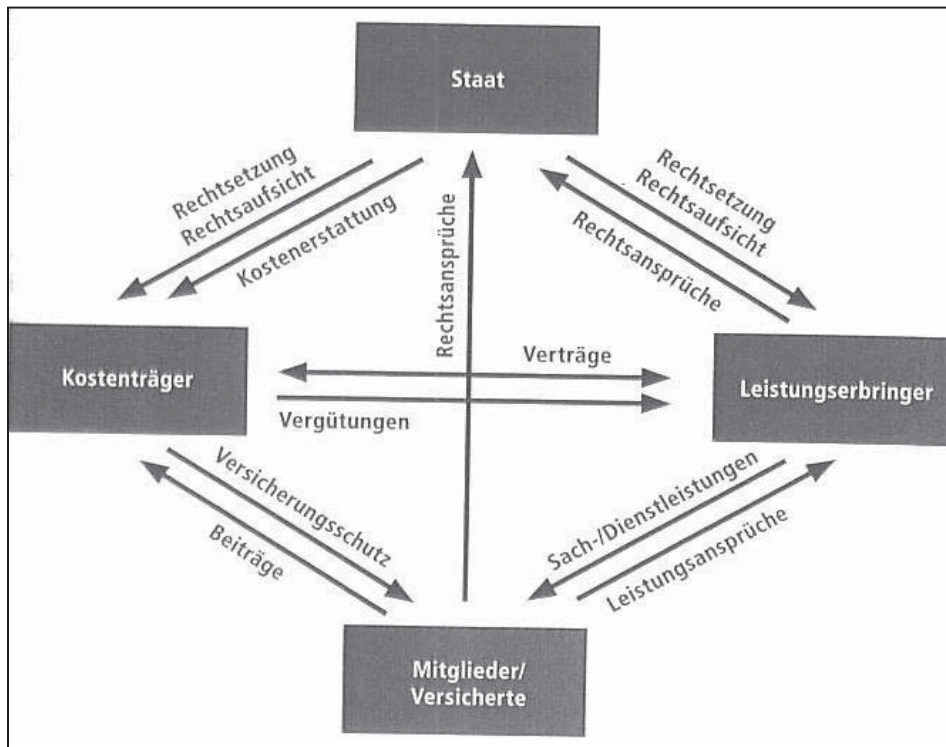 Staat
Rechtsetzung
Rechtsaufsicht
Kostenerstattung
Rechtsansprüche
Rechtsetzung
Rechtsaufsicht
Rechtsansprüche
Kostenträger
Verträge
Vergütungen
Leistungserbringer
Versicherungsschutz
Beiträge
Sach-/Dienstleistungen
Leistungsansprüche
Mitglieder/
Versicherte